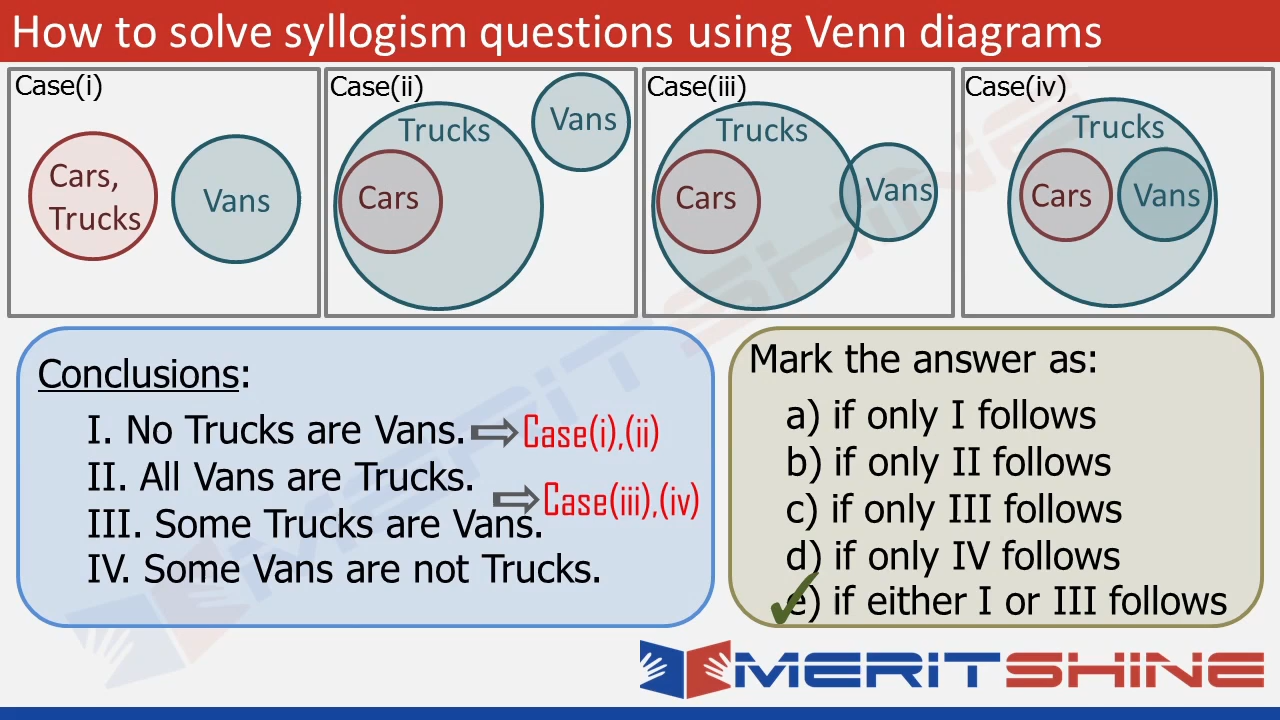 How to solve syllogism questions using Venn diagrams
Case(i)
Cars,
Trucks
Vans
Case(ii)
Trucks
Cars
Vans
Case(iii)
Trucks
Cars
Vans
Case(iv)
Trucks
Cars
Vans
Conclusions:
I. No Trucks are Vans.
Case(i),(ii)
II. All Vans are Trucks.
Case(iii),(iv)
III. Some Trucks are Vans.
IV. Some Vans are not Trucks.
Mark the answer as:
a) if only I follows
b) if only II follows
c) if only III follows
d) if only IV follows
e) if either I or III follows
MERiTSHiNE
MERiTSHiNE